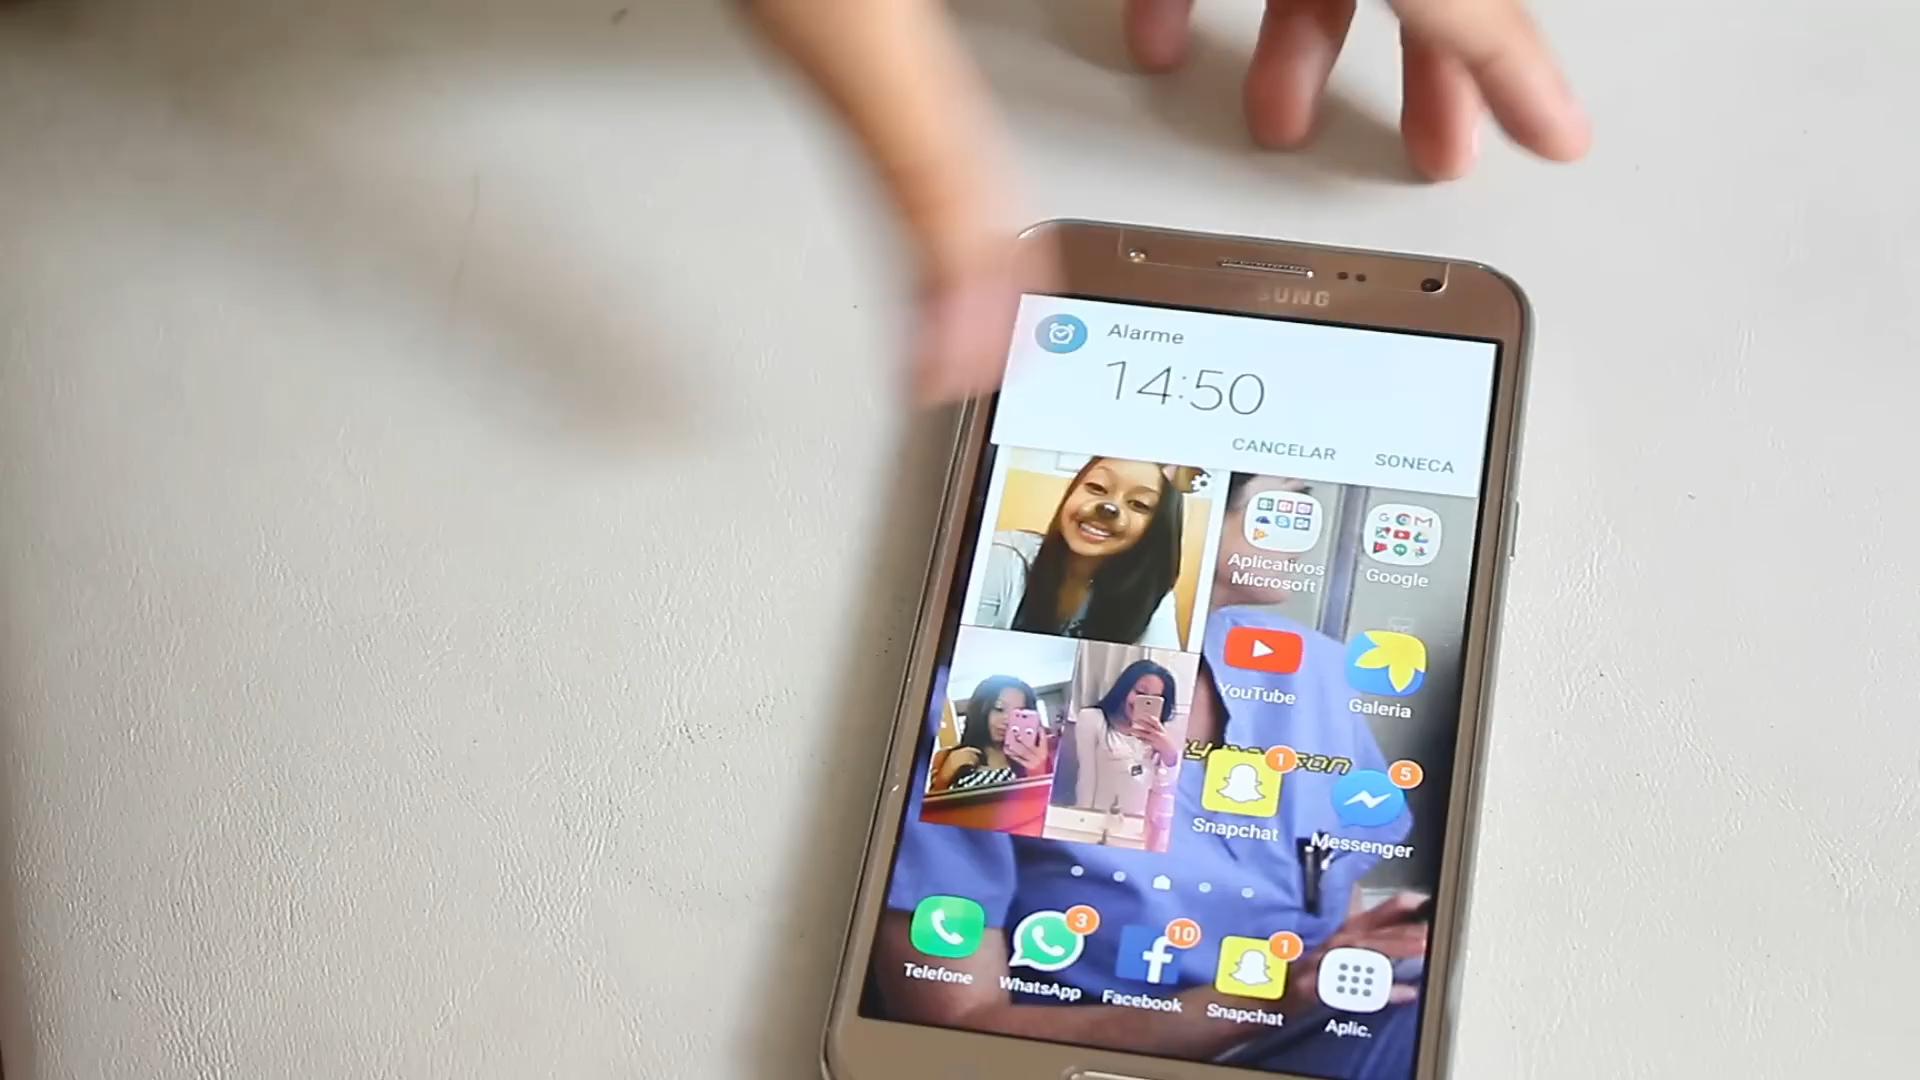 SUNG
Alarme
14:50
CANCELAR SONECA
Aplicativos
Microsoft
Google
YouTube
Galeria
1
5
Snapchat
Messenger
3
10
1
Telefone
WhatsApp
Facebook
Snapchat
Aplic.